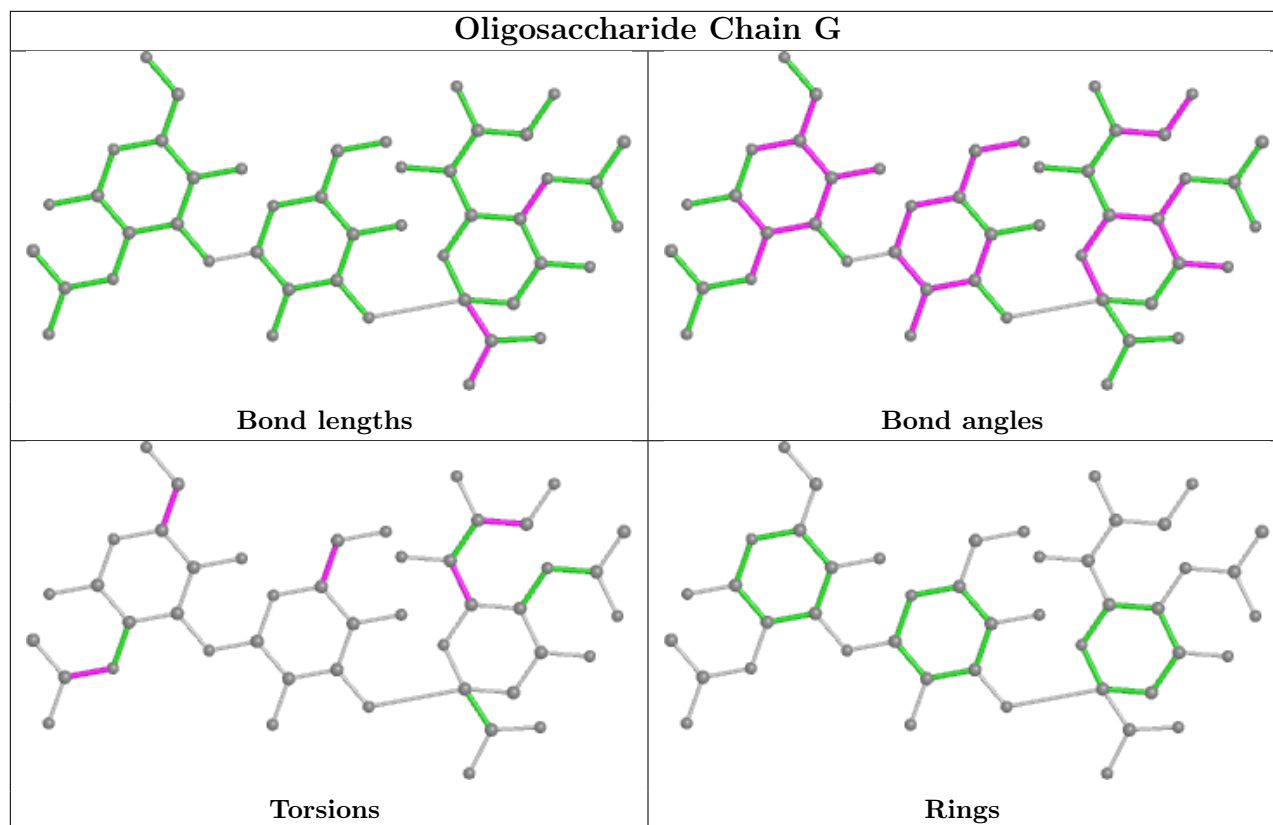 Oligosaccharide Chain G
Bond lengths
Bond angles
Torsions
Rings